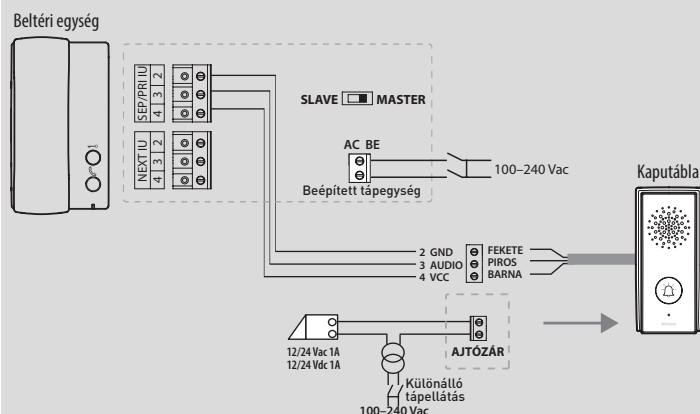 Beltéri egység
SEP/PRI IU
2
3
4
SLAVE MASTER
NEXT IU
2
3
4
AC BE
100–240 Vac
Beépített tápegység
Kaputábla
2 GND FEKETE
3 AUDIO PIROS
4 VCC BARNA
12/24 Vac 1A
12/24 Vdc 1A
AJTÓZÁR
Különálló
tápellátás
100–240 Vac